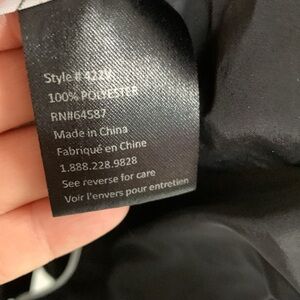 Style # 422V
100% POLYESTER
RN#64587
Made in China
Fabriqué en Chine
1.888.228.9828
See reverse for care
Voir l'envers pour entretien